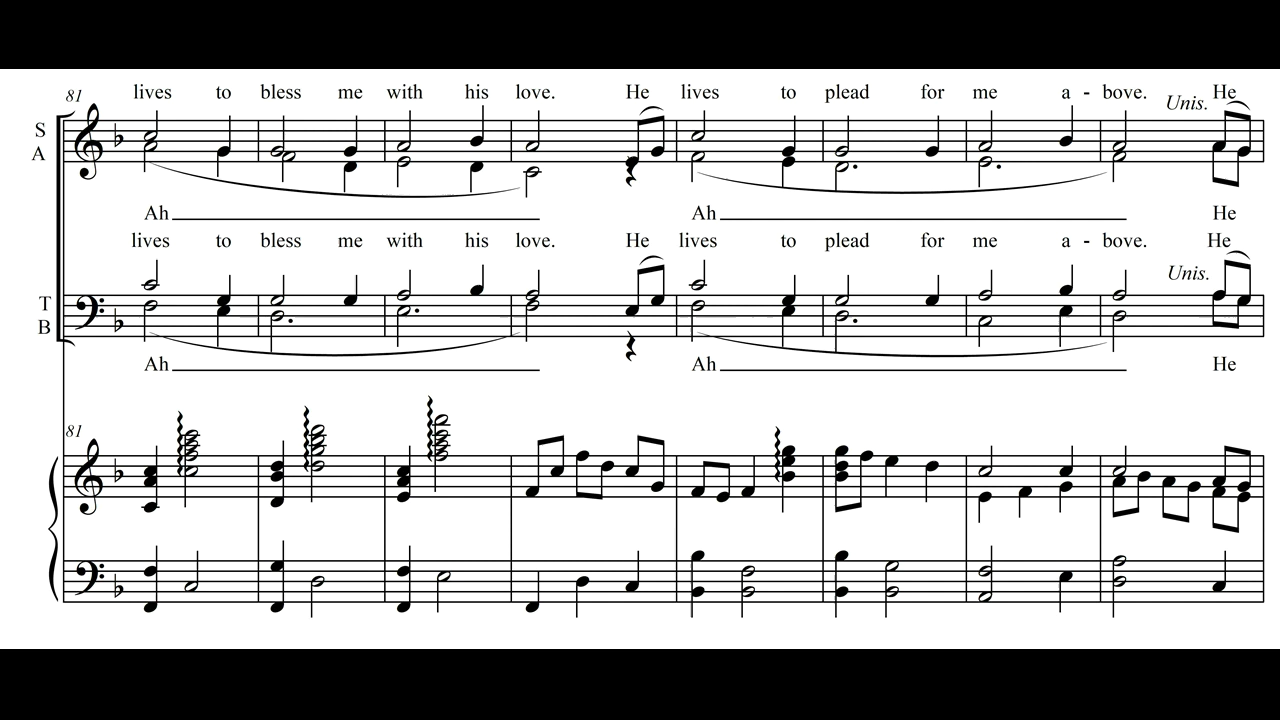 lives to bless me with his love. He lives to plead for me a - bove. He
81
Unis.
S
A
Ah Ah He
lives to bless me with his love. He lives to plead for me a - bove. He
Unis.
T
B
Ah Ah He
81